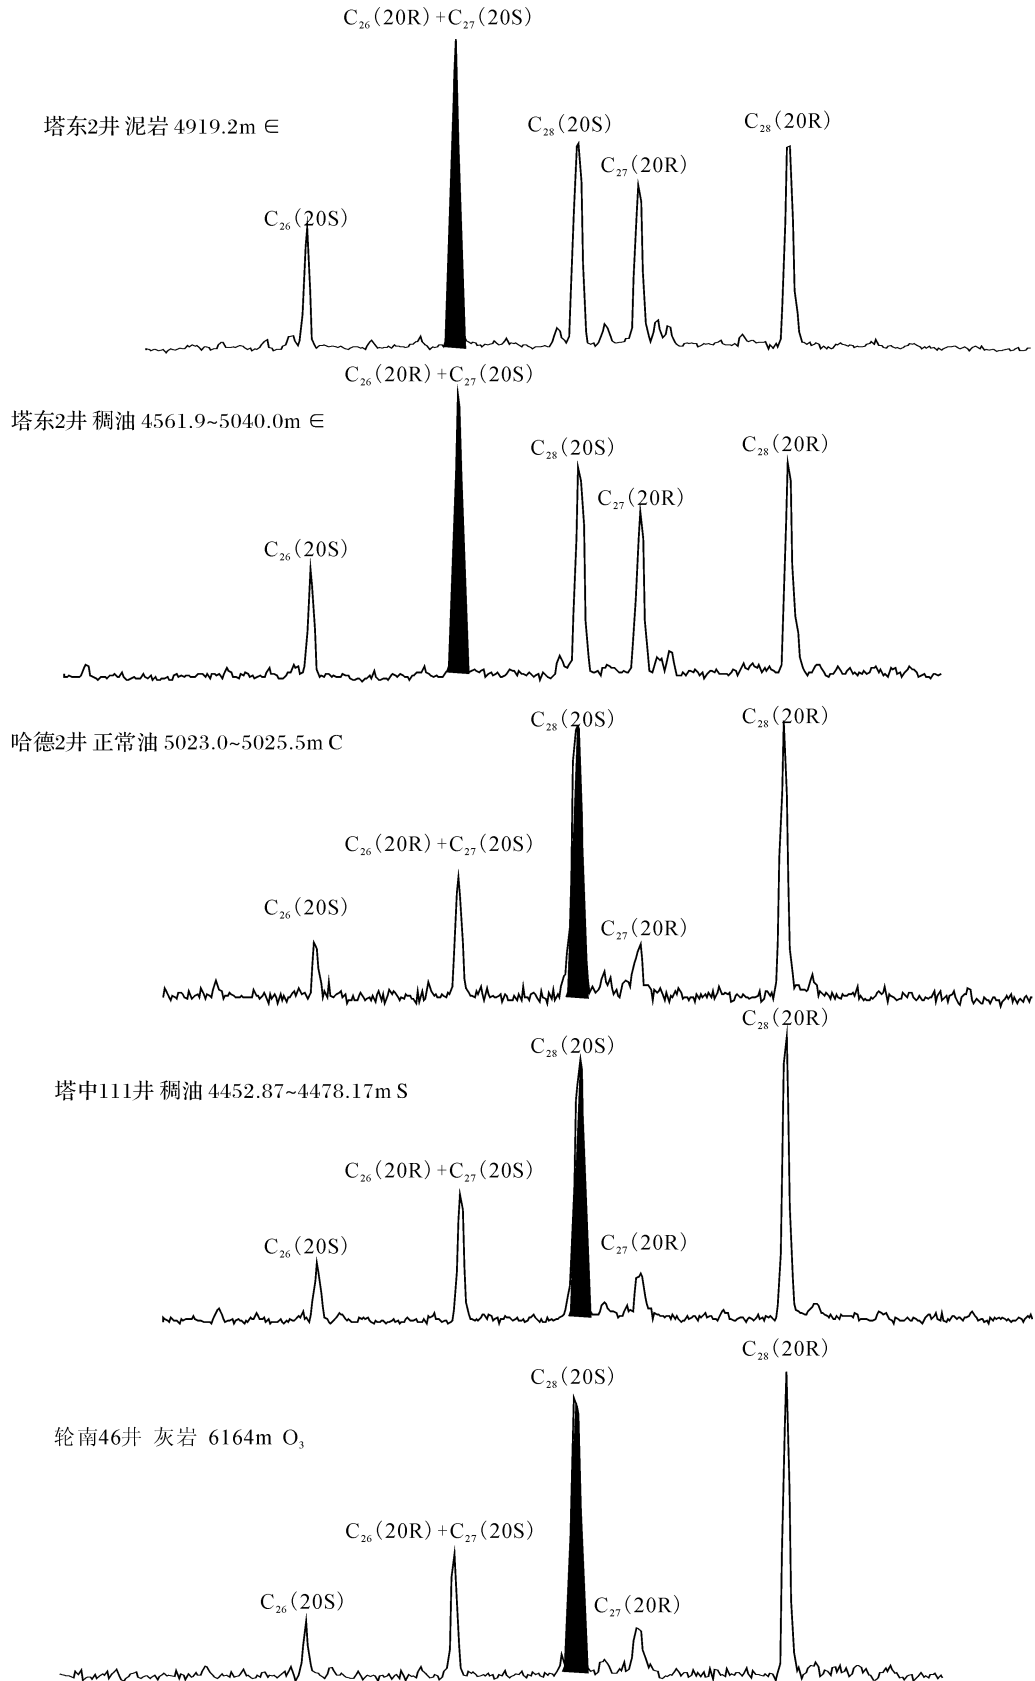 C₂₆(20R)+C₂₇(20S)
塔东2井 泥岩 4919.2m ∈
C₂₈(20S)
C₂₈(20R)
C₂₇(20R)
C₂₆(20S)
C₂₆(20R)+C₂₇(20S)
塔东2井 稠油 4561.9~5040.0m ∈
C₂₈(20S)
C₂₈(20R)
C₂₇(20R)
C₂₆(20S)
C₂₈(20S)
C₂₈(20R)
哈德2井 正常油 5023.0~5025.5m C
C₂₆(20R)+C₂₇(20S)
C₂₆(20S)
C₂₇(20R)
C₂₈(20R)
C₂₈(20S)
塔中111井 稠油 4452.87~4478.17m S
C₂₆(20R)+C₂₇(20S)
C₂₆(20S)
C₂₇(20R)
C₂₈(20R)
C₂₈(20S)
轮南46井 灰岩 6164m O₃
C₂₆(20R)+C₂₇(20S)
C₂₆(20S)
C₂₇(20R)